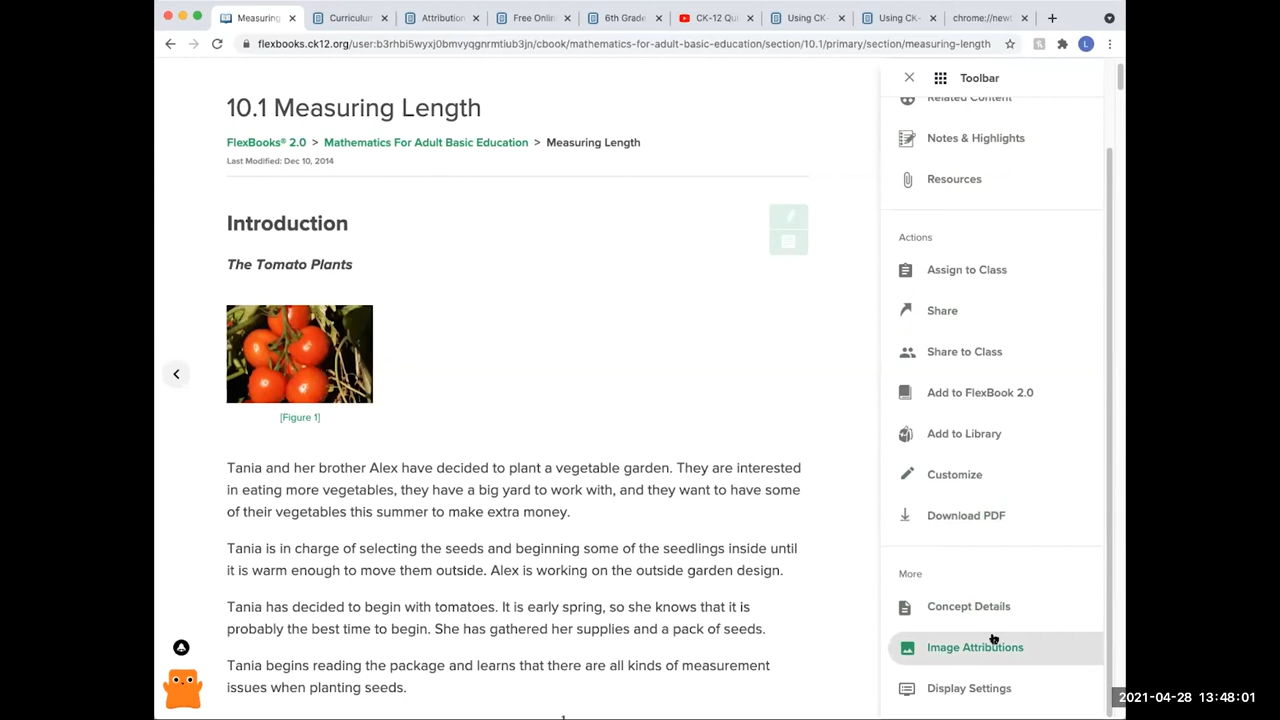 Measuring
Curriculum
Attribution
Free Onlin
6th Grade
CK-12 Qu
Using CK-
Using CK-
chrome://newt
flexbooks.ck12.org/user:b3rhbi5wyxj0bmvyqgnrmtiub3jn/cbook/mathematics-for-adult-basic-education/section/10.1/primary/section/measuring-length
L
10.1 Measuring Length
FlexBooks® 2.0 > Mathematics For Adult Basic Education > Measuring Length
Last Modified: Dec 10, 2014
Introduction
The Tomato Plants
[Figure 1]
Tania and her brother Alex have decided to plant a vegetable garden. They are interested
in eating more vegetables, they have a big yard to work with, and they want to have some
of their vegetables this summer to make extra money.
Tania is in charge of selecting the seeds and beginning some of the seedlings inside until
it is warm enough to move them outside. Alex is working on the outside garden design.
Tania has decided to begin with tomatoes. It is early spring, so she knows that it is
probably the best time to begin. She has gathered her supplies and a pack of seeds.
Tania begins reading the package and learns that there are all kinds of measurement
issues when planting seeds.
Toolbar
Related Content
Notes & Highlights
Resources
Actions
Assign to Class
Share
Share to Class
Add to FlexBook 2.0
Add to Library
Customize
Download PDF
More
Concept Details
Image Attributions
Display Settings
2021-04-28 13:48:01